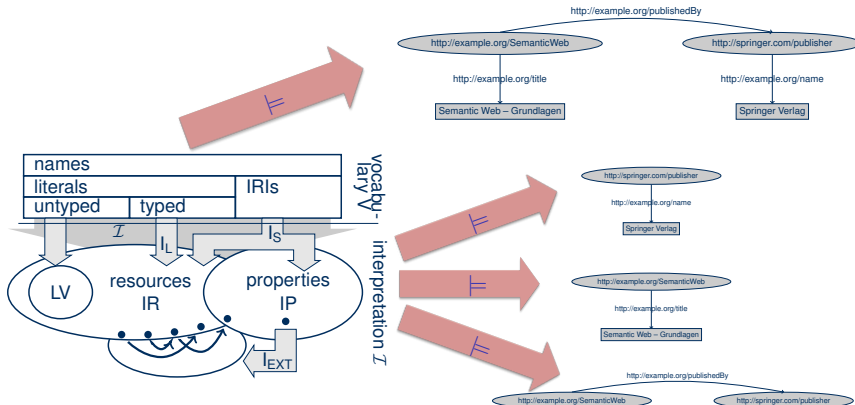 http://example.org/publishedBy
http://example.org/SemanticWeb
http://springer.com/publisher
http://example.org/title
http://example.org/name
Semantic Web – Grundlagen
Springer Verlag
⊨
names
literals
IRIs
untyped
typed
vocabu-
lary V
I
I_L
I_S
LV
resources
IR
properties
IP
I_EXT
interpretation I
⊨
⊨
⊨
http://springer.com/publisher
http://example.org/name
Springer Verlag
http://example.org/SemanticWeb
http://example.org/title
Semantic Web – Grundlagen
http://example.org/publishedBy
http://example.org/SemanticWeb
http://springer.com/publisher